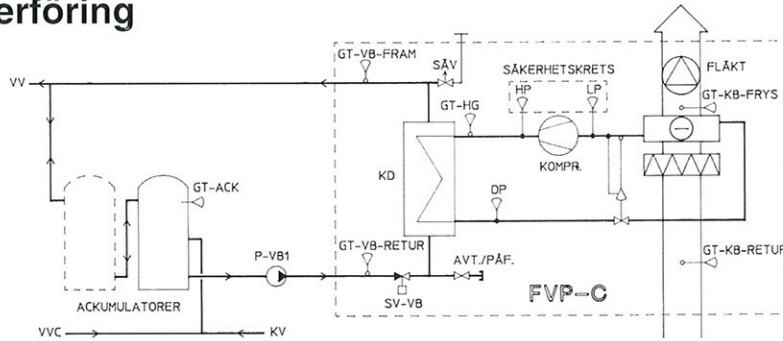 erföring
GT-VB-FRAM
SÄV
SÄKERHETSKRETS
FLÄKT
VV
HP
LP
GT-KB-FRYS
GT-HG
KOMPR.
KD
GT-ACK
DP
GT-VB-RETUR
P-VB1
AVT./PÅF.
GT-KB-RETUR
FVP-C
SV-VB
ACKUMULATORER
VVC
KV